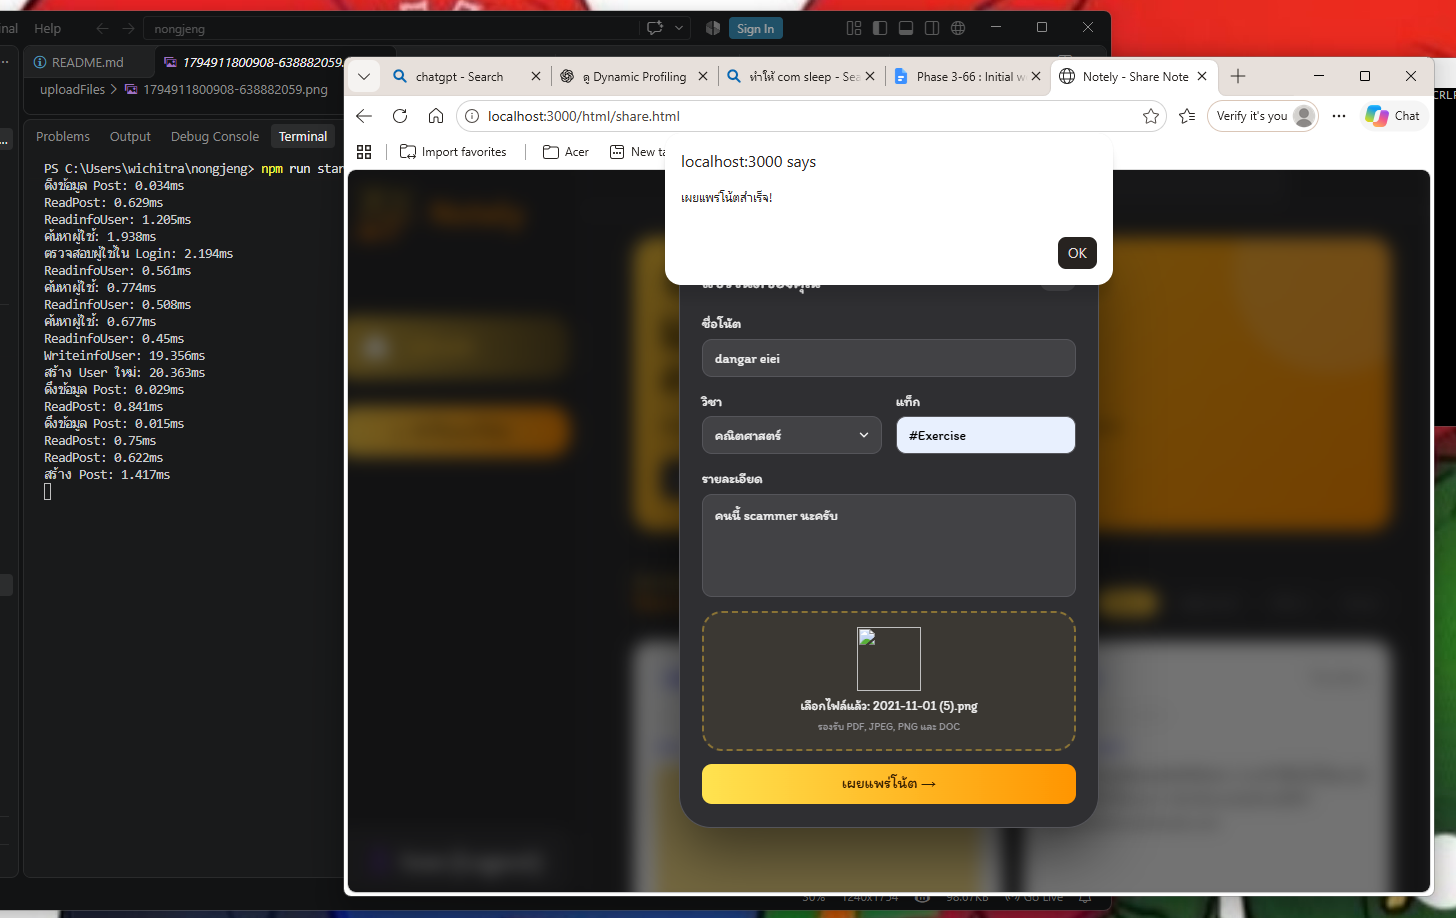 nal Help
nongjeng
Sign In
README.md
1794911800908-638882059.
uploadFiles > 1794911800908-638882059.png
Problems Output Debug Console Terminal
PS C:\Users\wichitra\nongjeng> npm run star
ดึงข้อมูล Post: 0.034ms
ReadPost: 0.629ms
ReadinfoUser: 1.205ms
ค้นหาผู้ใช้: 1.938ms
ตรวจสอบผู้ใช้ใน Login: 2.194ms
ReadinfoUser: 0.561ms
ค้นหาผู้ใช้: 0.774ms
ReadinfoUser: 0.508ms
ค้นหาผู้ใช้: 0.677ms
ReadinfoUser: 0.45ms
WriteinfoUser: 19.356ms
สร้าง User ใหม่: 20.363ms
ดึงข้อมูล Post: 0.029ms
ReadPost: 0.841ms
ดึงข้อมูล Post: 0.015ms
ReadPost: 0.75ms
ReadPost: 0.622ms
สร้าง Post: 1.417ms
chatgpt - Search
ดู Dynamic Profiling
ทำให้ com sleep - Sea
Phase 3-66 : Initial w
Notely - Share Note
localhost:3000/html/share.html
Verify it's you
Chat
Import favorites
Acer
New ta
localhost:3000 says
เผยแพร่โน้ตสำเร็จ!
OK
ชื่อโน้ต
dangar eiei
วิชา แท็ก
คณิตศาสตร์ #Exercise
รายละเอียด
คนนี้ scammer นะครับ
เลือกไฟล์แล้ว: 2021-11-01 (5).png
รองรับ PDF, JPEG, PNG และ DOC
เผยแพร่โน้ต →
CRLF
30% 1240x1754 98.67KB Go Live